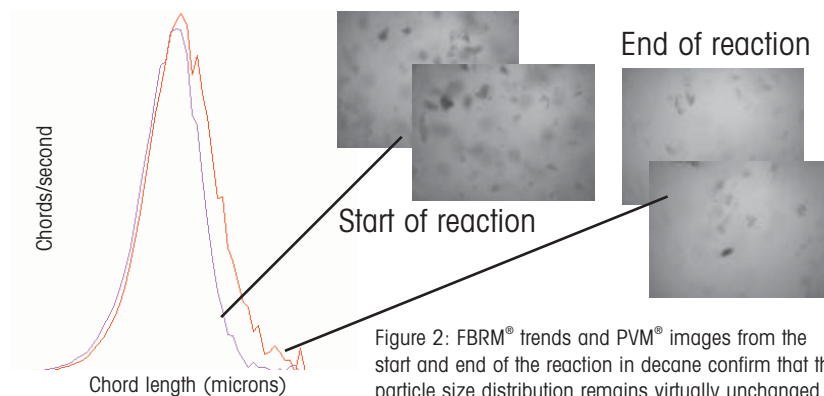 Chords/second
Chord length (microns)
Start of reaction
End of reaction
Figure 2: FBRM® trends and PVM® images from the
start and end of the reaction in decane confirm that th
particle size distribution remains virtually unchanged